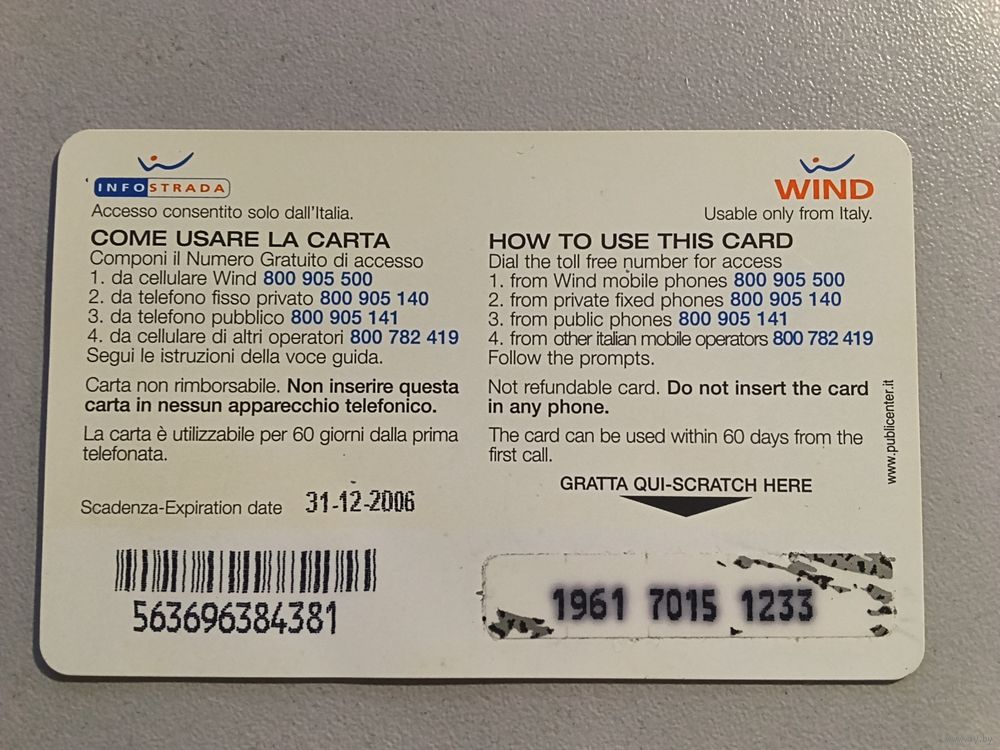 INFOSTRADA
Accesso consentito solo dall'Italia.
COME USARE LA CARTA
Componi il Numero Gratuito di accesso
1. da cellulare Wind 800 905 500
2. da telefono fisso privato 800 905 140
3. da telefono pubblico 800 905 141
4. da cellulare di altri operatori 800 782 419
Segui le istruzioni della voce guida.
Carta non rimborsabile. Non inserire questa
carta in nessun apparecchio telefonico.
La carta è utilizzabile per 60 giorni dalla prima
telefonata.
Scadenza-Expiration date 31-12-2006
563696384381
WIND
Usable only from Italy.
HOW TO USE THIS CARD
Dial the toll free number for access
1. from Wind mobile phones 800 905 500
2. from private fixed phones 800 905 140
3. from public phones 800 905 141
4. from other italian mobile operators 800 782 419
Follow the prompts.
Not refundable card. Do not insert the card
in any phone.
The card can be used within 60 days from the
first call.
GRATTA QUI-SCRATCH HERE
1961 7015 1233
www.publicenter.it